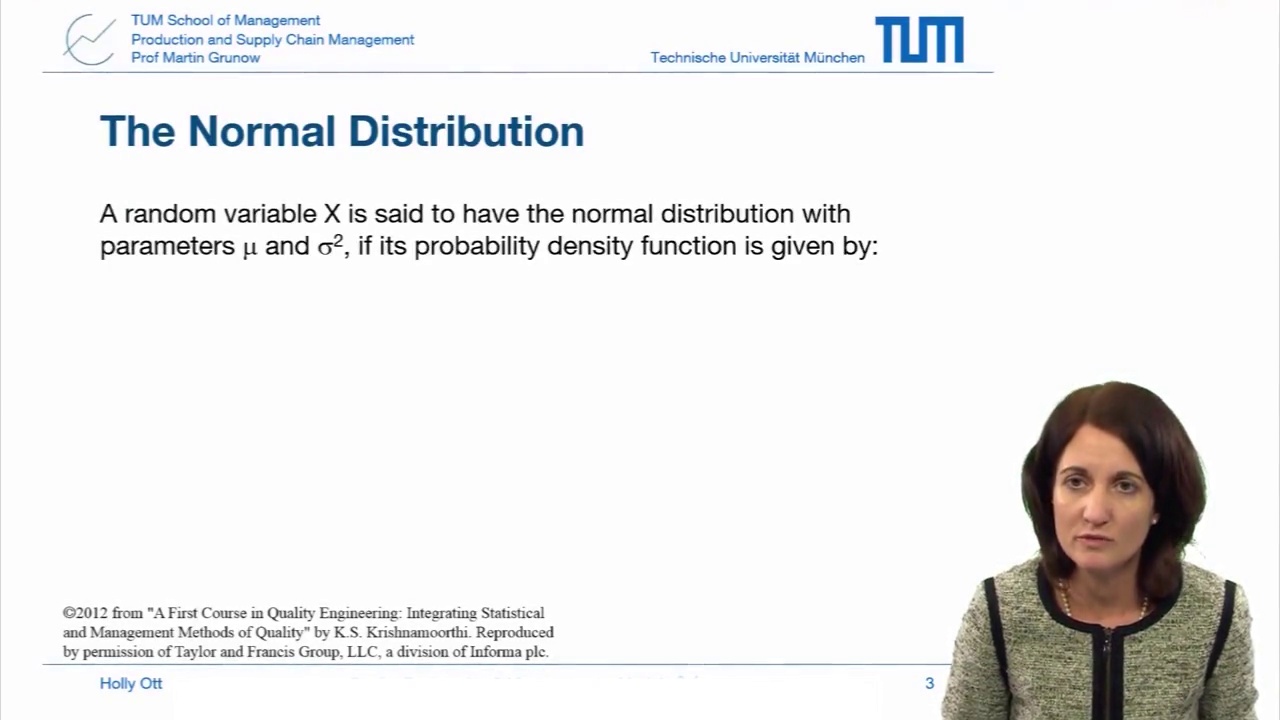 TUM School of Management
Production and Supply Chain Management
Prof Martin Grunow
Technische Universität München
TUM
The Normal Distribution
A random variable X is said to have the normal distribution with
parameters μ and σ², if its probability density function is given by:
©2012 from "A First Course in Quality Engineering: Integrating Statistical
and Management Methods of Quality" by K.S. Krishnamoorthi. Reproduced
by permission of Taylor and Francis Group, LLC, a division of Informa plc.
Holly Ott
3